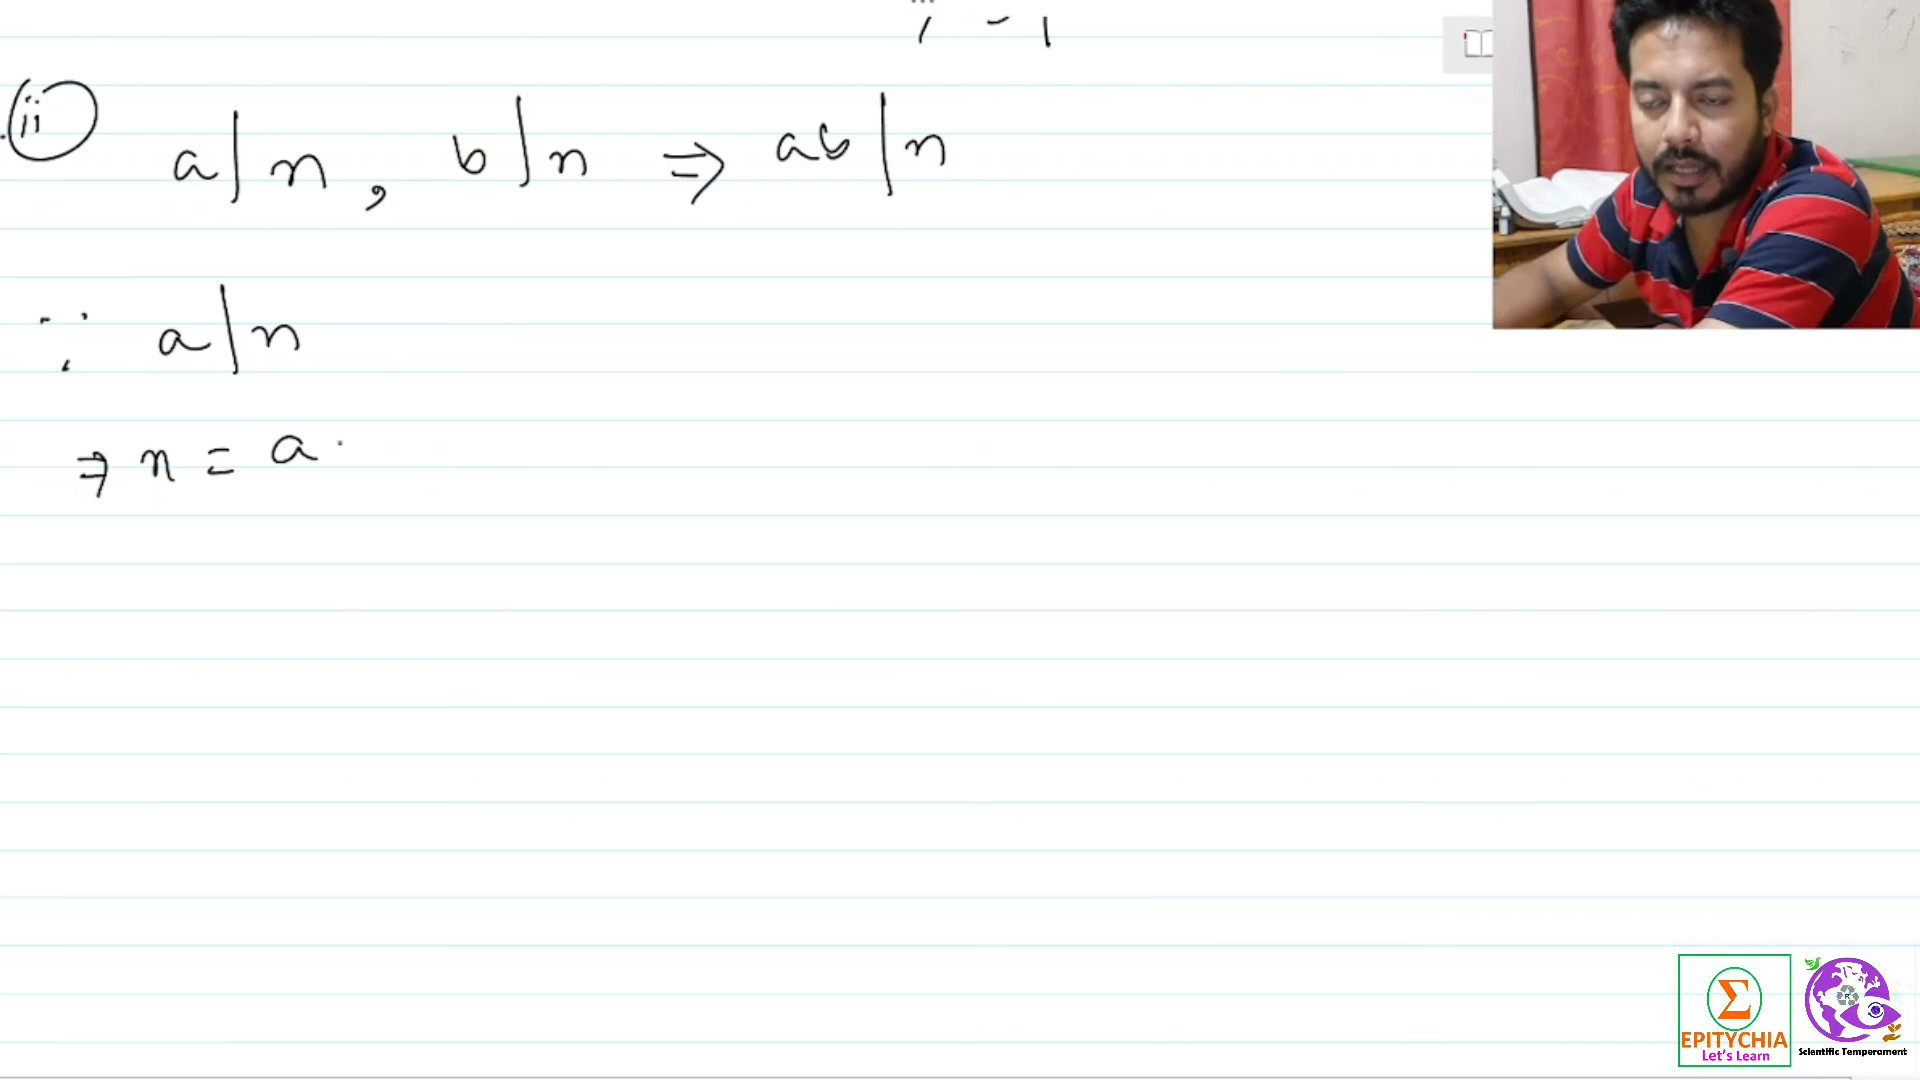 ii a | n , b | n ⇒ ab | n
∵ a | n
⇒ n = a ·
Σ
EPITYCHIA
Let's Learn
R
Scientific Temperament